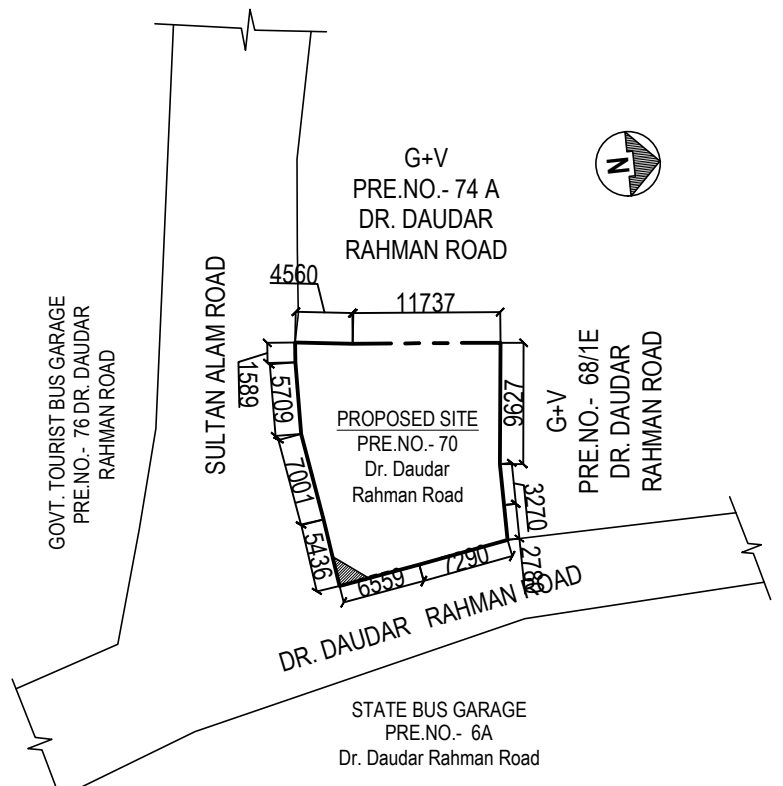 G+V
PRE.NO.- 74 A
DR. DAUDAR
RAHMAN ROAD
N
4560
11737
GOVT. TOURIST BUS GARAGE
PRE.NO.- 76 DR. DAUDAR
RAHMAN ROAD
SULTAN ALAM ROAD
1589
5709
7001
5436
PROPOSED SITE
PRE.NO.- 70
Dr. Daudar
Rahman Road
9627
3270
G+V
PRE.NO.- 68/1E
DR. DAUDAR
RAHMAN ROAD
6559
7290
DR. DAUDAR RAHMAN ROAD
STATE BUS GARAGE
PRE.NO.- 6A
Dr. Daudar Rahman Road